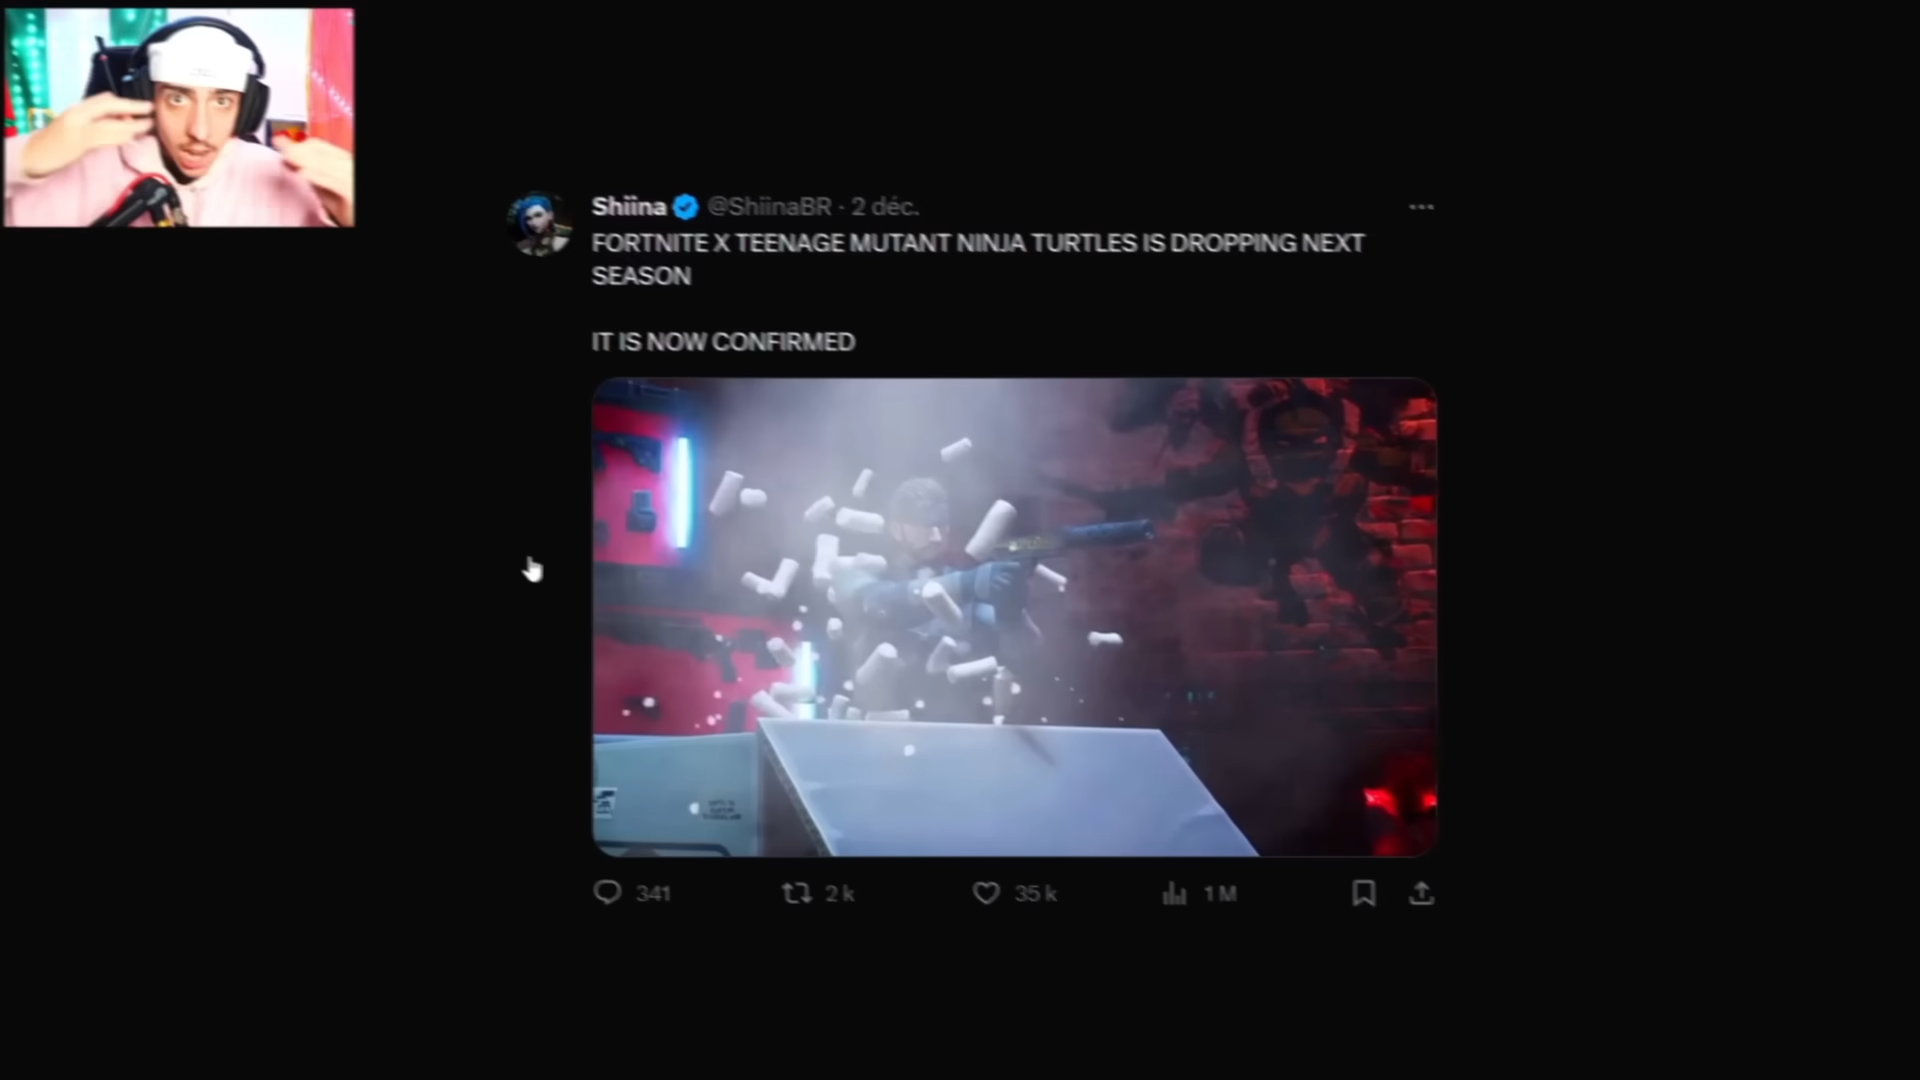 Shiina @ShiinaBR · 2 déc.
FORTNITE X TEENAGE MUTANT NINJA TURTLES IS DROPPING NEXT
SEASON
IT IS NOW CONFIRMED
341 2 k 35 k 1 M